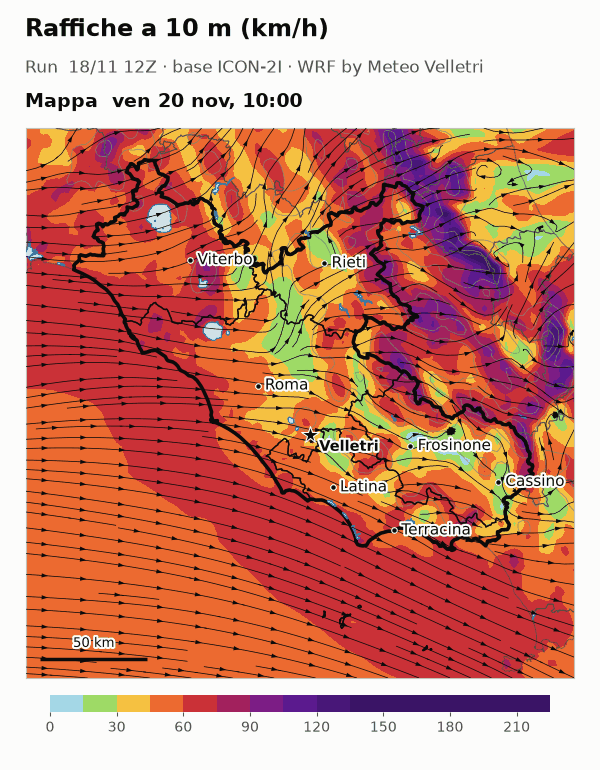 Raffiche a 10 m (km/h)
Run  18/11 12Z · base ICON-2I · WRF by Meteo Velletri
Mappa  ven 20 nov, 10:00
Viterbo
Rieti
Roma
Velletri
Frosinone
Cassino
Latina
Terracina
50 km
0 30 60 90 120 150 180 210